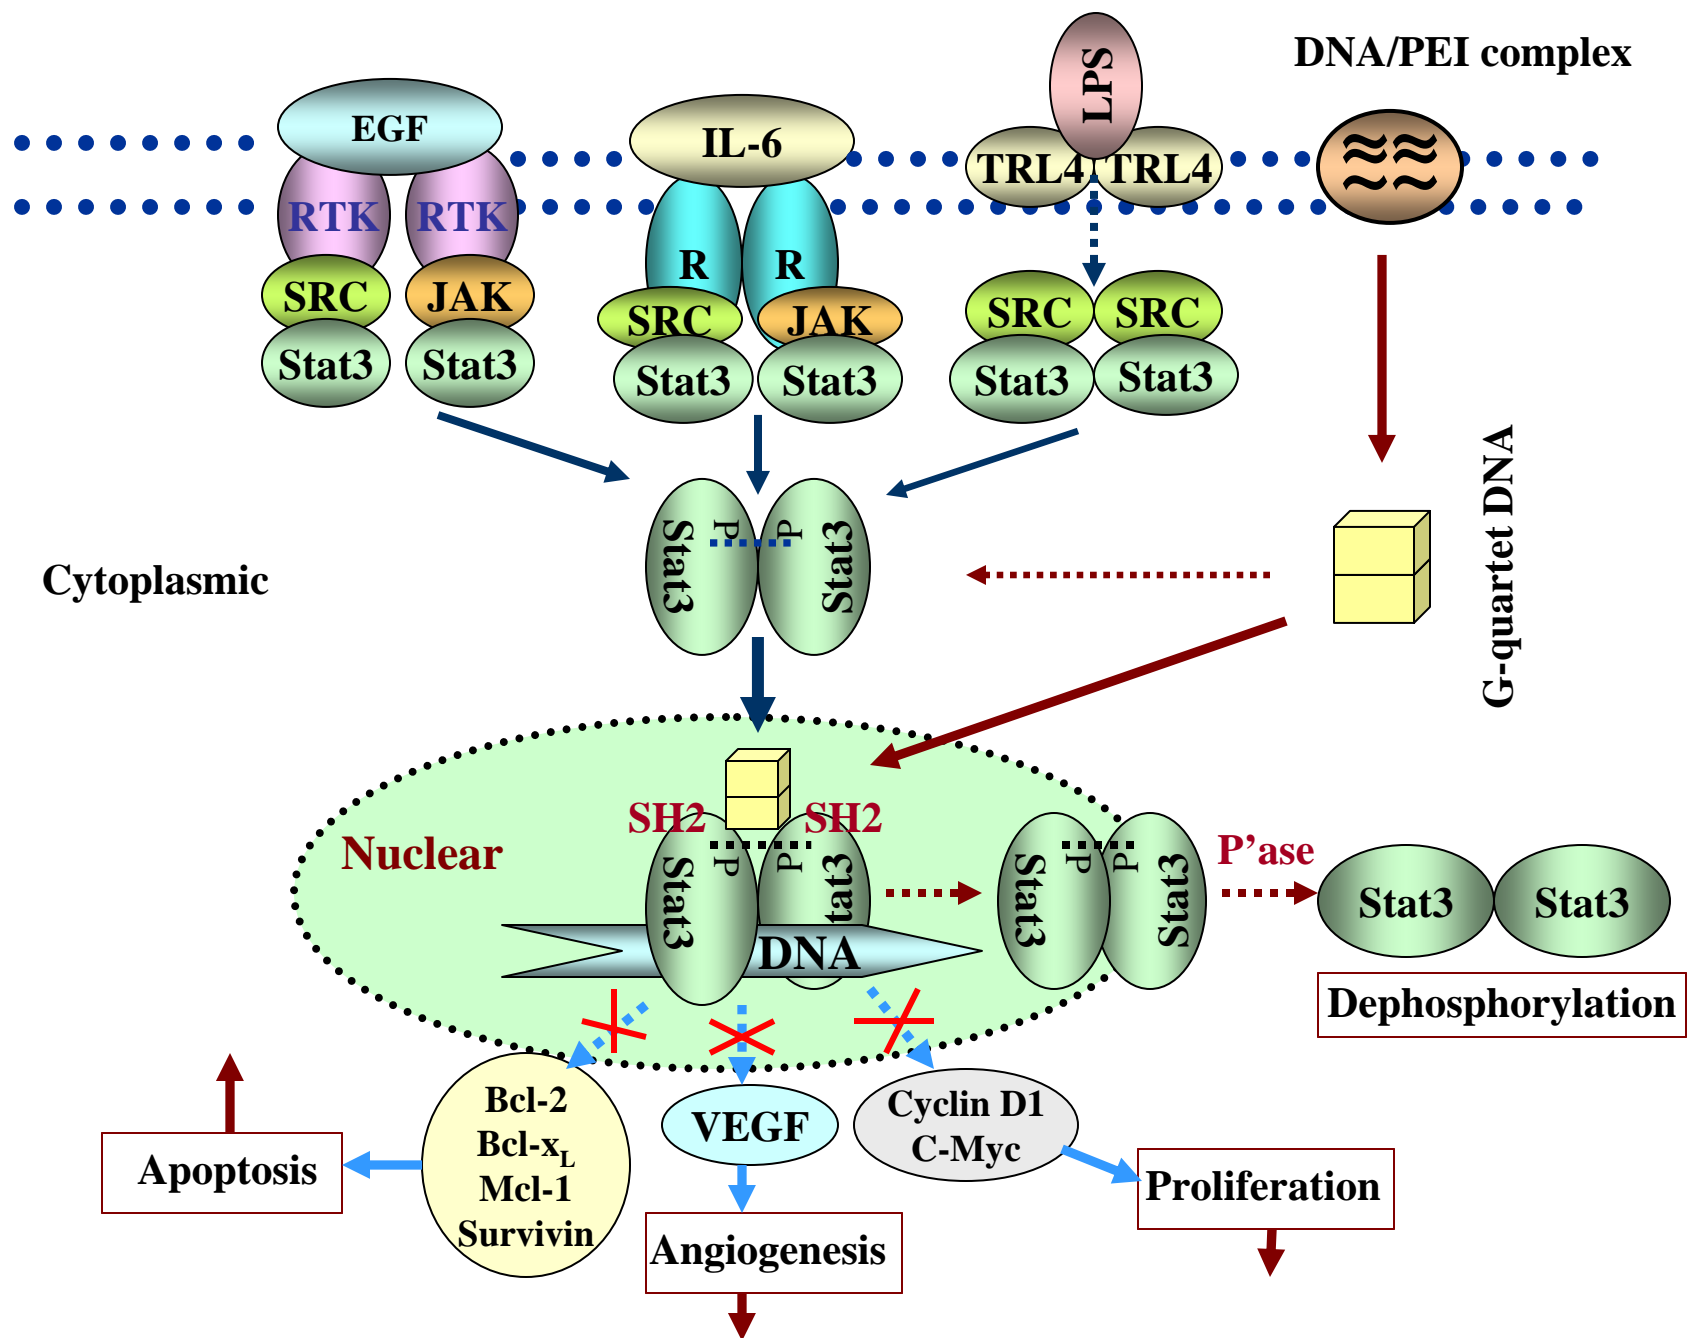 DNA/PEI complex
LPS
EGF
IL-6
TRL4 TRL4
RTK RTK
R R
SRC JAK
SRC JAK
SRC SRC
Stat3 Stat3
Stat3 Stat3
Stat3 Stat3
G-quartet DNA
Stat3 P P Stat3
Cytoplasmic
SH2 SH2
Nuclear
Stat3 P P tat3
Stat3 P P Stat3
P’ase
Stat3 Stat3
DNA
Dephosphorylation
Bcl-2
Bcl-xL
Mcl-1
Survivin
VEGF
Cyclin D1
C-Myc
Apoptosis
Proliferation
Angiogenesis